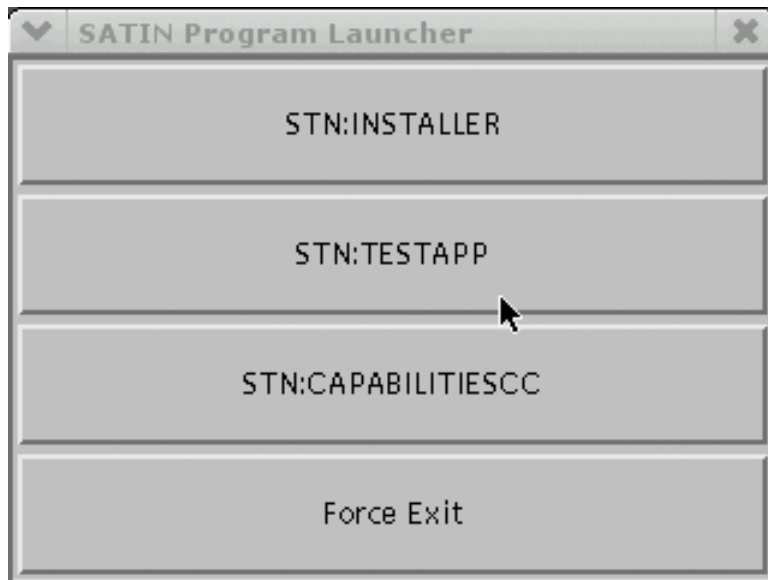 SATIN Program Launcher
STN:INSTALLER
STN:TESTAPP
STN:CAPABILITIESCC
Force Exit